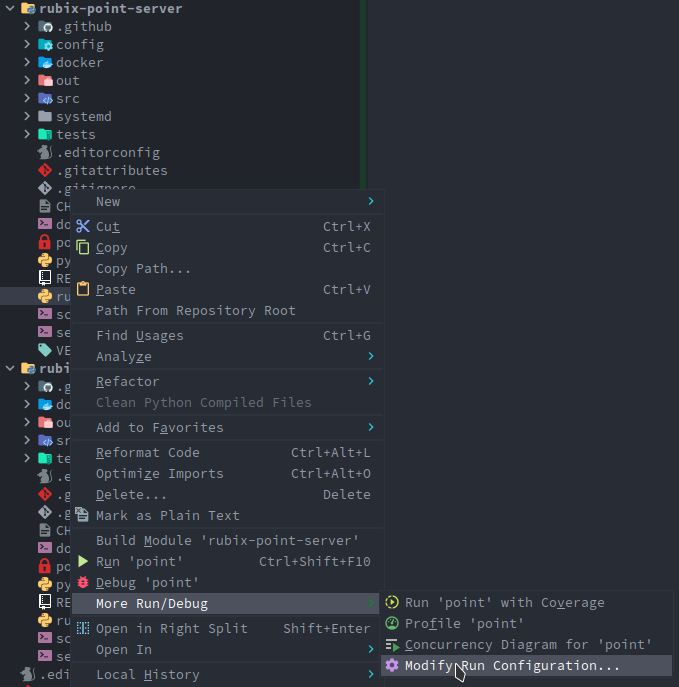 rubix-point-server
.github
config
docker
out
src
systemd
tests
.editorconfig
.gitattributes
.gitignore
CH
do
po
py
RE
ru
sc
se
VE
rubi
.g
do
ou
sr
te
.e
.g
.g
CH
do
po
py
RE
ru
sc
se
.edi
New
Cut Ctrl+X
Copy Ctrl+C
Copy Path...
Paste Ctrl+V
Path From Repository Root
Find Usages Ctrl+G
Analyze
Refactor
Clean Python Compiled Files
Add to Favorites
Reformat Code Ctrl+Alt+L
Optimize Imports Ctrl+Alt+O
Delete... Delete
Mark as Plain Text
Build Module 'rubix-point-server'
Run 'point' Ctrl+Shift+F10
Debug 'point'
More Run/Debug
Open in Right Split Shift+Enter
Open In
Local History
Run 'point' with Coverage
Profile 'point'
Concurrency Diagram for 'point'
Modify Run Configuration...